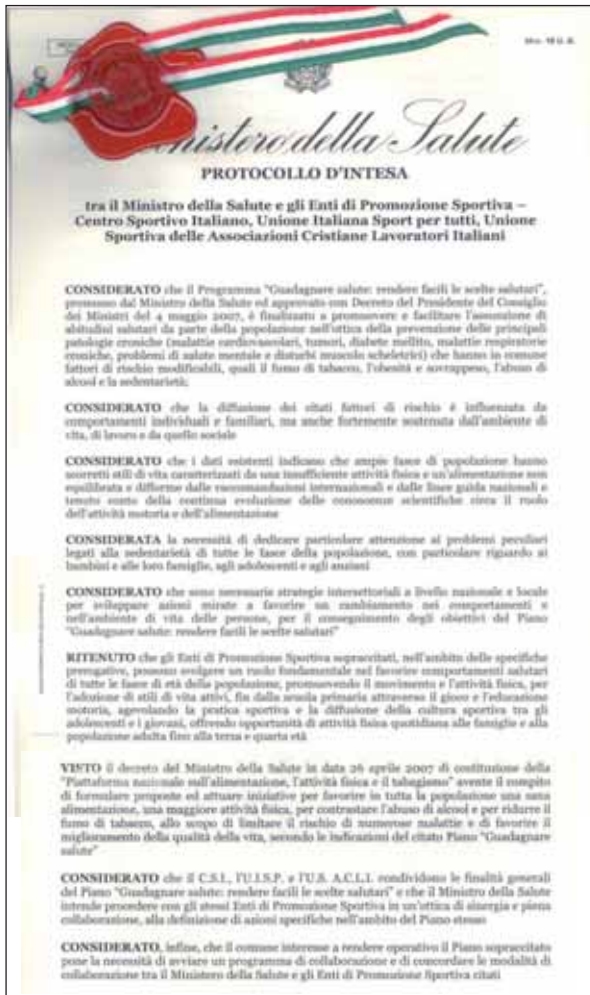 Mod. 18 U.G.
nistero della Salute
PROTOCOLLO D'INTESA
tra il Ministro della Salute e gli Enti di Promozione Sportiva –
Centro Sportivo Italiano, Unione Italiana Sport per tutti, Unione
Sportiva delle Associazioni Cristiane Lavoratori Italiani
CONSIDERATO che il Programma "Guadagnare salute: rendere facili le scelte salutari",
promosso dal Ministro della Salute ed approvato con Decreto del Presidente del Consiglio
dei Ministri del 4 maggio 2007, è finalizzato a promuovere e facilitare l'assunzione di
abitudini salutari da parte della popolazione nell'ottica della prevenzione delle principali
patologie croniche (malattie cardiovascolari, tumori, diabete mellito, malattie respiratorie
croniche, problemi di salute mentale e disturbi muscolo scheletrici) che hanno in comune
fattori di rischio modificabili, quali il fumo di tabacco, l'obesità e sovrappeso, l'abuso di
alcool e la sedentarietà;
CONSIDERATO che la diffusione dei citati fattori di rischio è influenzata da
comportamenti individuali e familiari, ma anche fortemente sostenuta dall'ambiente di
vita, di lavoro e da quello sociale
CONSIDERATO che i dati esistenti indicano che ampie fasce di popolazione hanno
scorretti stili di vita caratterizzati da una insufficiente attività fisica e un'alimentazione non
equilibrata e difforme dalle raccomandazioni internazionali e dalle linee guida nazionali e
tenuto conto della continua evoluzione delle conoscenze scientifiche circa il ruolo
dell'attività motoria e dell'alimentazione
CONSIDERATA la necessità di dedicare particolare attenzione ai problemi peculiari
legati alla sedentarietà di tutte le fasce della popolazione, con particolare riguardo ai
bambini e alle loro famiglie, agli adolescenti e agli anziani
CONSIDERATO che sono necessarie strategie intersettoriali a livello nazionale e locale
per sviluppare azioni mirate a favorire un cambiamento nei comportamenti e
nell'ambiente di vita delle persone, per il conseguimento degli obiettivi del Piano
"Guadagnare salute: rendere facili le scelte salutari"
RITENUTO che gli Enti di Promozione Sportiva sopraccitati, nell'ambito delle specifiche
prerogative, possono svolgere un ruolo fondamentale nel favorire comportamenti salutari
di tutte le fasce di età della popolazione, promuovendo il movimento e l'attività fisica, per
l'adozione di stili di vita attivi, fin dalla scuola primaria attraverso il gioco e l'educazione
motoria, agevolando la pratica sportiva e la diffusione della cultura sportiva tra gli
adolescenti e i giovani, offrendo opportunità di attività fisica quotidiana alle famiglie e alla
popolazione adulta fino alla terza e quarta età
VISTO il decreto del Ministro della Salute in data 26 aprile 2007 di costituzione della
"Piattaforma nazionale sull'alimentazione, l'attività fisica e il tabagismo" avente il compito
di formulare proposte ed attuare iniziative per favorire in tutta la popolazione una sana
alimentazione, una maggiore attività fisica, per contrastare l'abuso di alcool e per ridurre il
fumo di tabacco, allo scopo di limitare il rischio di numerose malattie e di favorire il
miglioramento della qualità della vita, secondo le indicazioni del citato Piano "Guadagnare
salute"
CONSIDERATO che il C.S.I., l'U.I.S.P. e l'U.S. A.C.L.I. condividono le finalità generali
del Piano "Guadagnare salute: rendere facili le scelte salutari" e che il Ministro della Salute
intende procedere con gli stessi Enti di Promozione Sportiva in un'ottica di sinergia e piena
collaborazione, alla definizione di azioni specifiche nell'ambito del Piano stesso
CONSIDERATO, infine, che il comune interesse a rendere operativo il Piano sopraccitato
pone la necessità di avviare un programma di collaborazione e di concordare le modalità di
collaborazione tra il Ministero della Salute e gli Enti di Promozione Sportiva citati